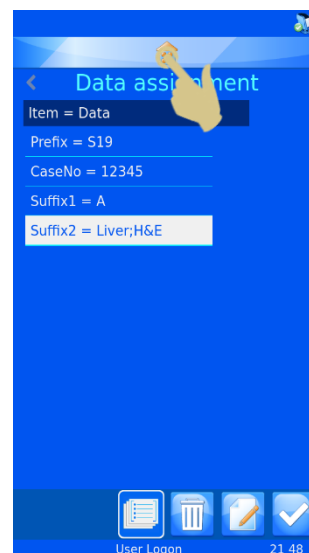 Data assignment
Item = Data
Prefix = S19
CaseNo = 12345
Suffix1 = A
Suffix2 = Liver;H&E
User Logon
21 48